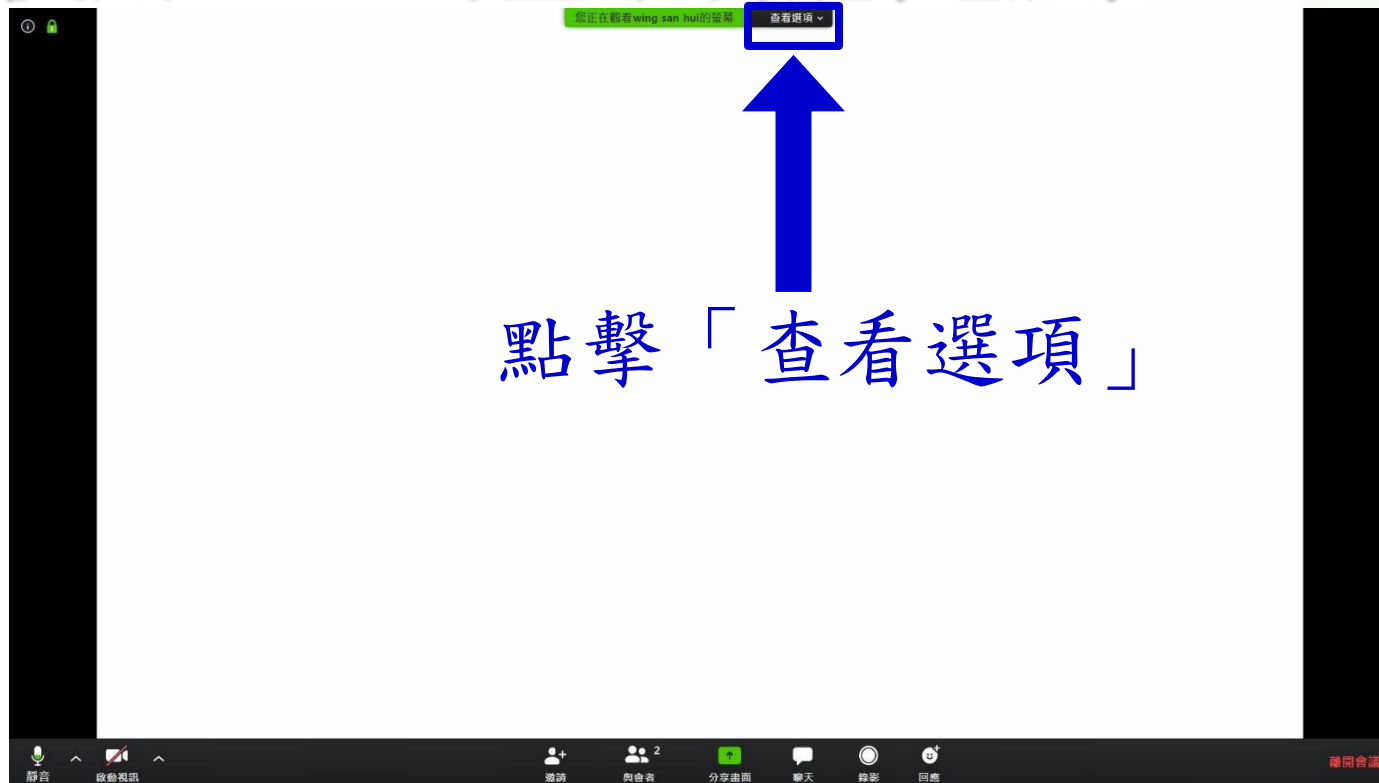 您正在觀看wing san hui的螢幕 查看選項
點擊「查看選項」
靜音 啟動視訊 邀請 與會者 2 分享畫面 聊天 錄影 回應 離開會議